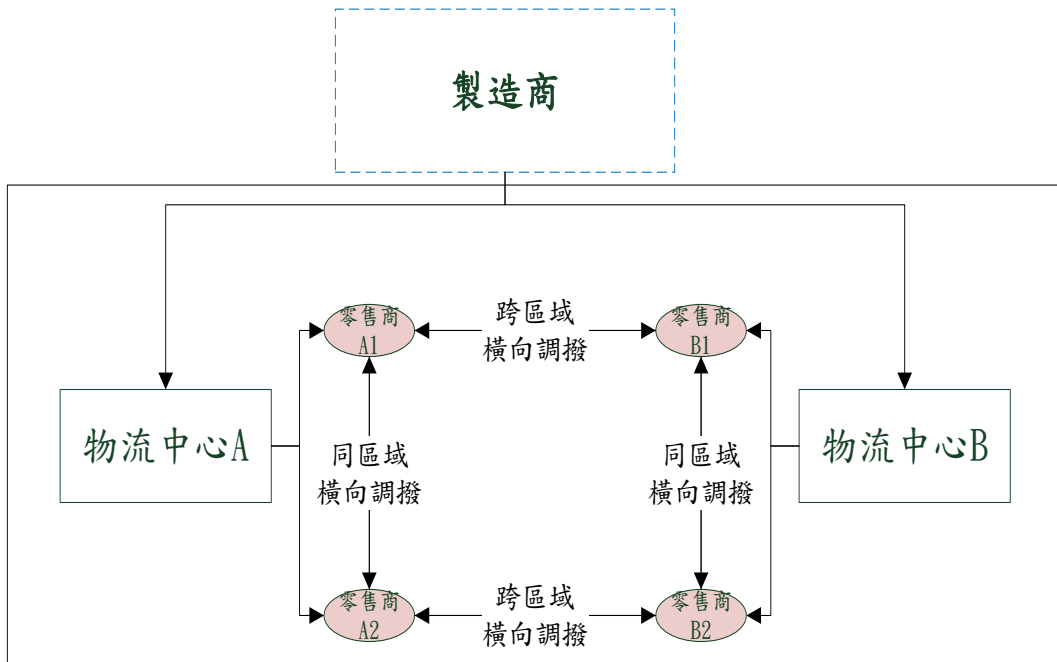 製造商
零售商
A1
跨區域
橫向調撥
零售商
B1
物流中心A
同區域
橫向調撥
同區域
橫向調撥
物流中心B
零售商
A2
跨區域
橫向調撥
零售商
B2